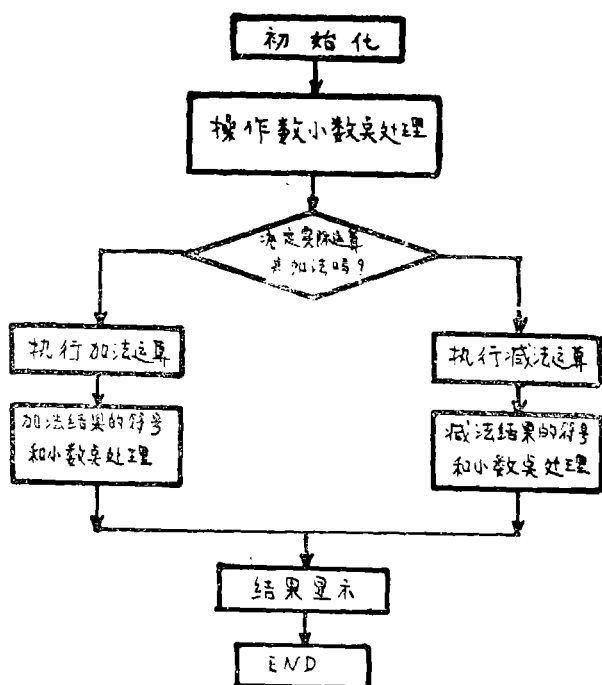 初始化
操作数小数点处理
决定实际运算
是加法吗？
执行加法运算
执行减法运算
加法结果的符号
和小数点处理
减法结果的符号
和小数点处理
结果显示
END